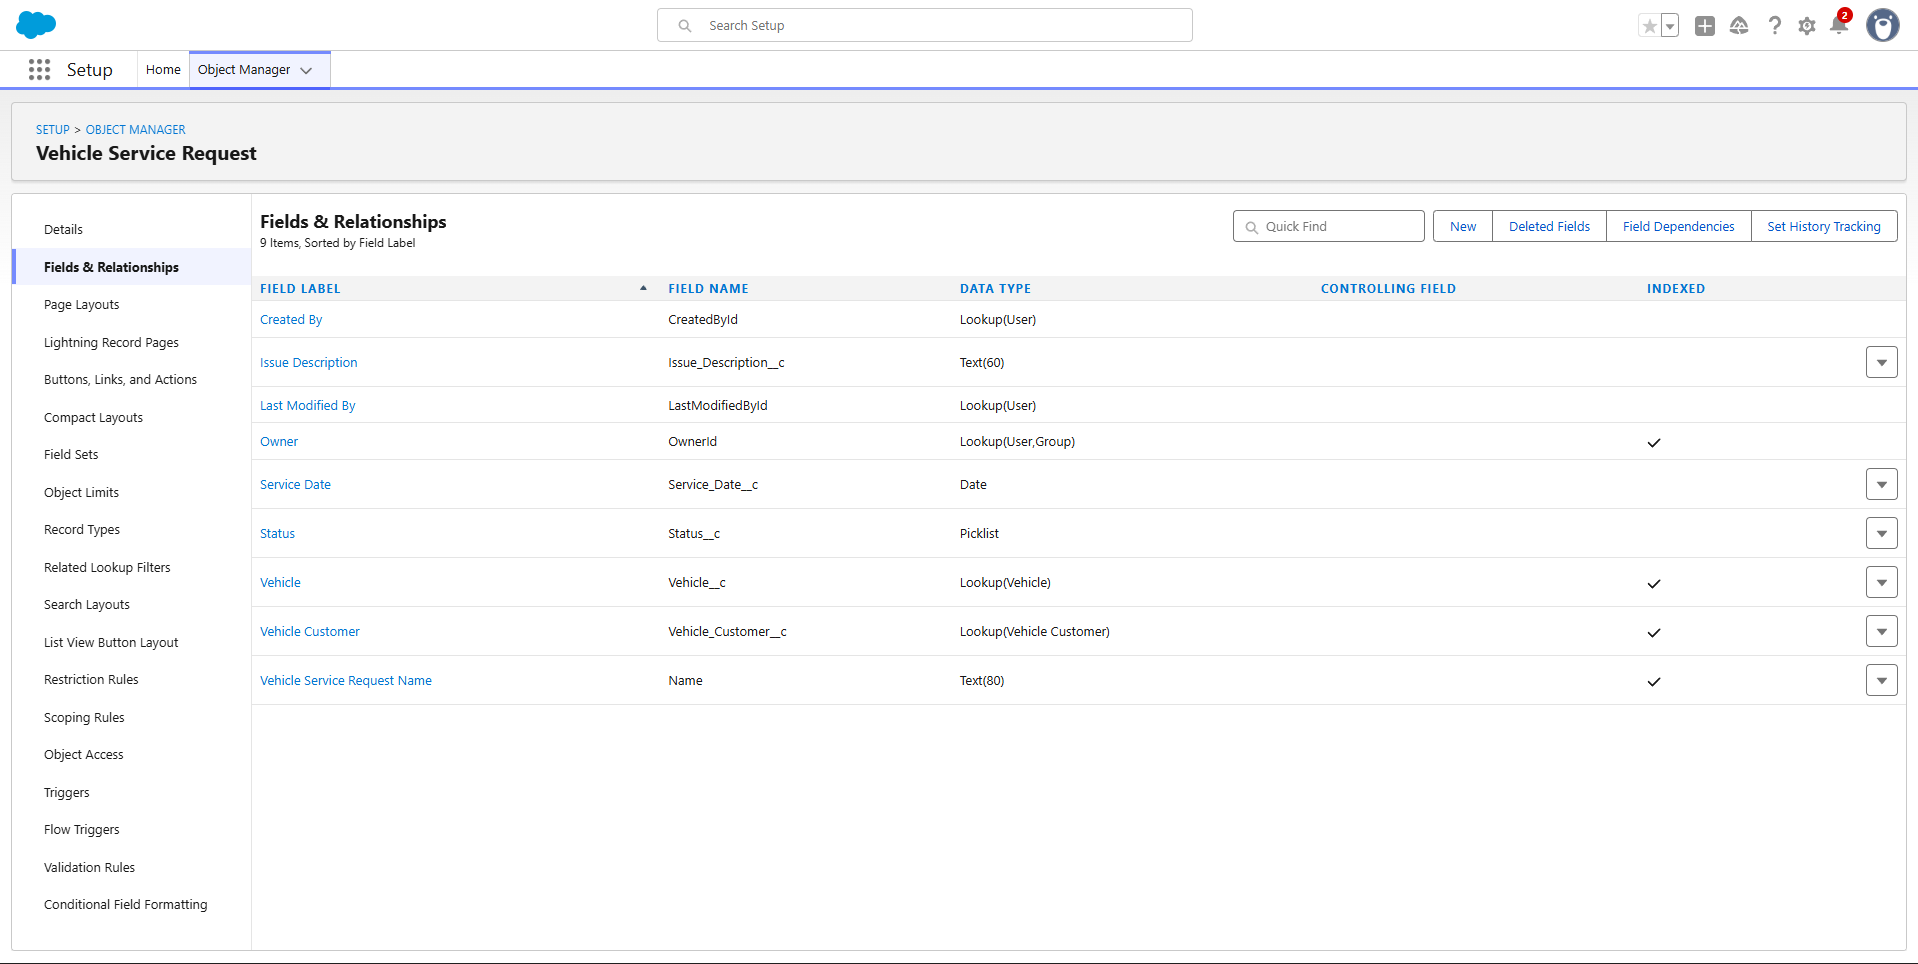 Search Setup
2
Setup
Home
Object Manager
SETUP > OBJECT MANAGER
Vehicle Service Request
Details
Fields & Relationships
Page Layouts
Lightning Record Pages
Buttons, Links, and Actions
Compact Layouts
Field Sets
Object Limits
Record Types
Related Lookup Filters
Search Layouts
List View Button Layout
Restriction Rules
Scoping Rules
Object Access
Triggers
Flow Triggers
Validation Rules
Conditional Field Formatting
Fields & Relationships
9 Items, Sorted by Field Label
Quick Find
New
Deleted Fields
Field Dependencies
Set History Tracking
FIELD LABEL FIELD NAME DATA TYPE CONTROLLING FIELD INDEXED
Created By CreatedById Lookup(User)
Issue Description Issue_Description__c Text(60)
Last Modified By LastModifiedById Lookup(User)
Owner OwnerId Lookup(User,Group)
Service Date Service_Date__c Date
Status Status__c Picklist
Vehicle Vehicle__c Lookup(Vehicle)
Vehicle Customer Vehicle_Customer__c Lookup(Vehicle Customer)
Vehicle Service Request Name Name Text(80)